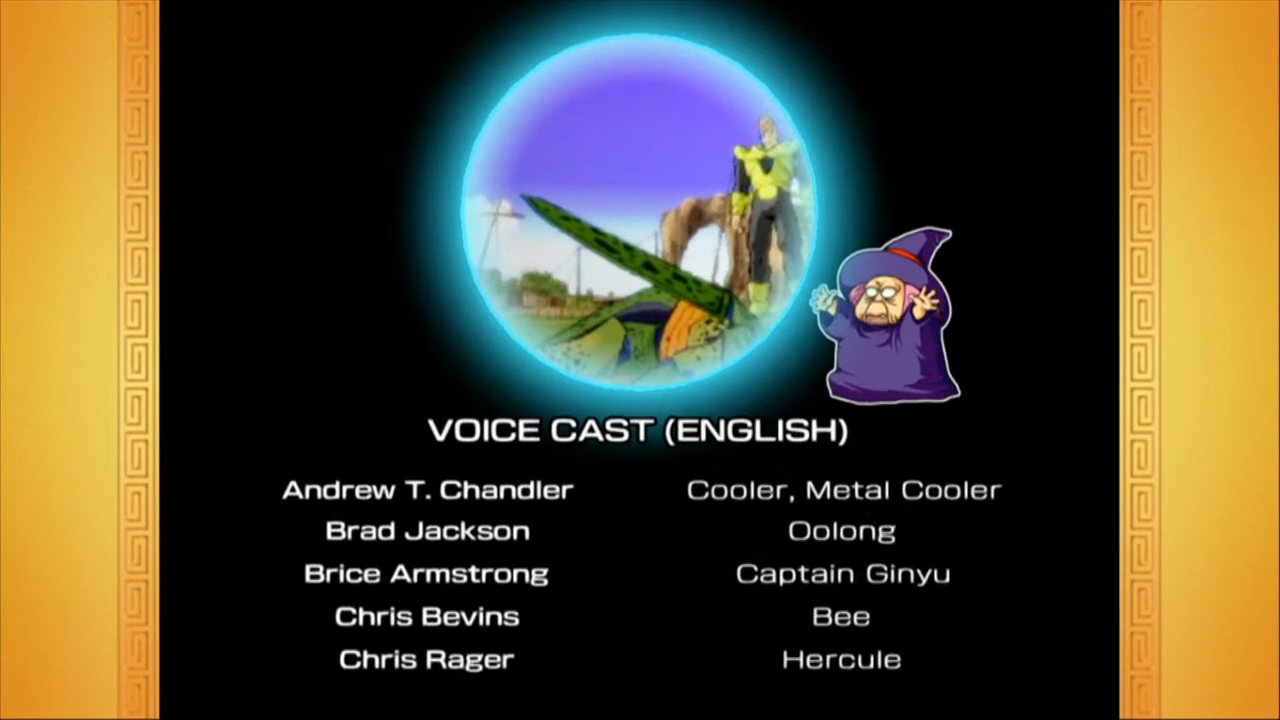 VOICE CAST (ENGLISH)
Andrew T. Chandler Cooler, Metal Cooler
Brad Jackson Oolong
Brice Armstrong Captain Ginyu
Chris Bevins Bee
Chris Rager Hercule